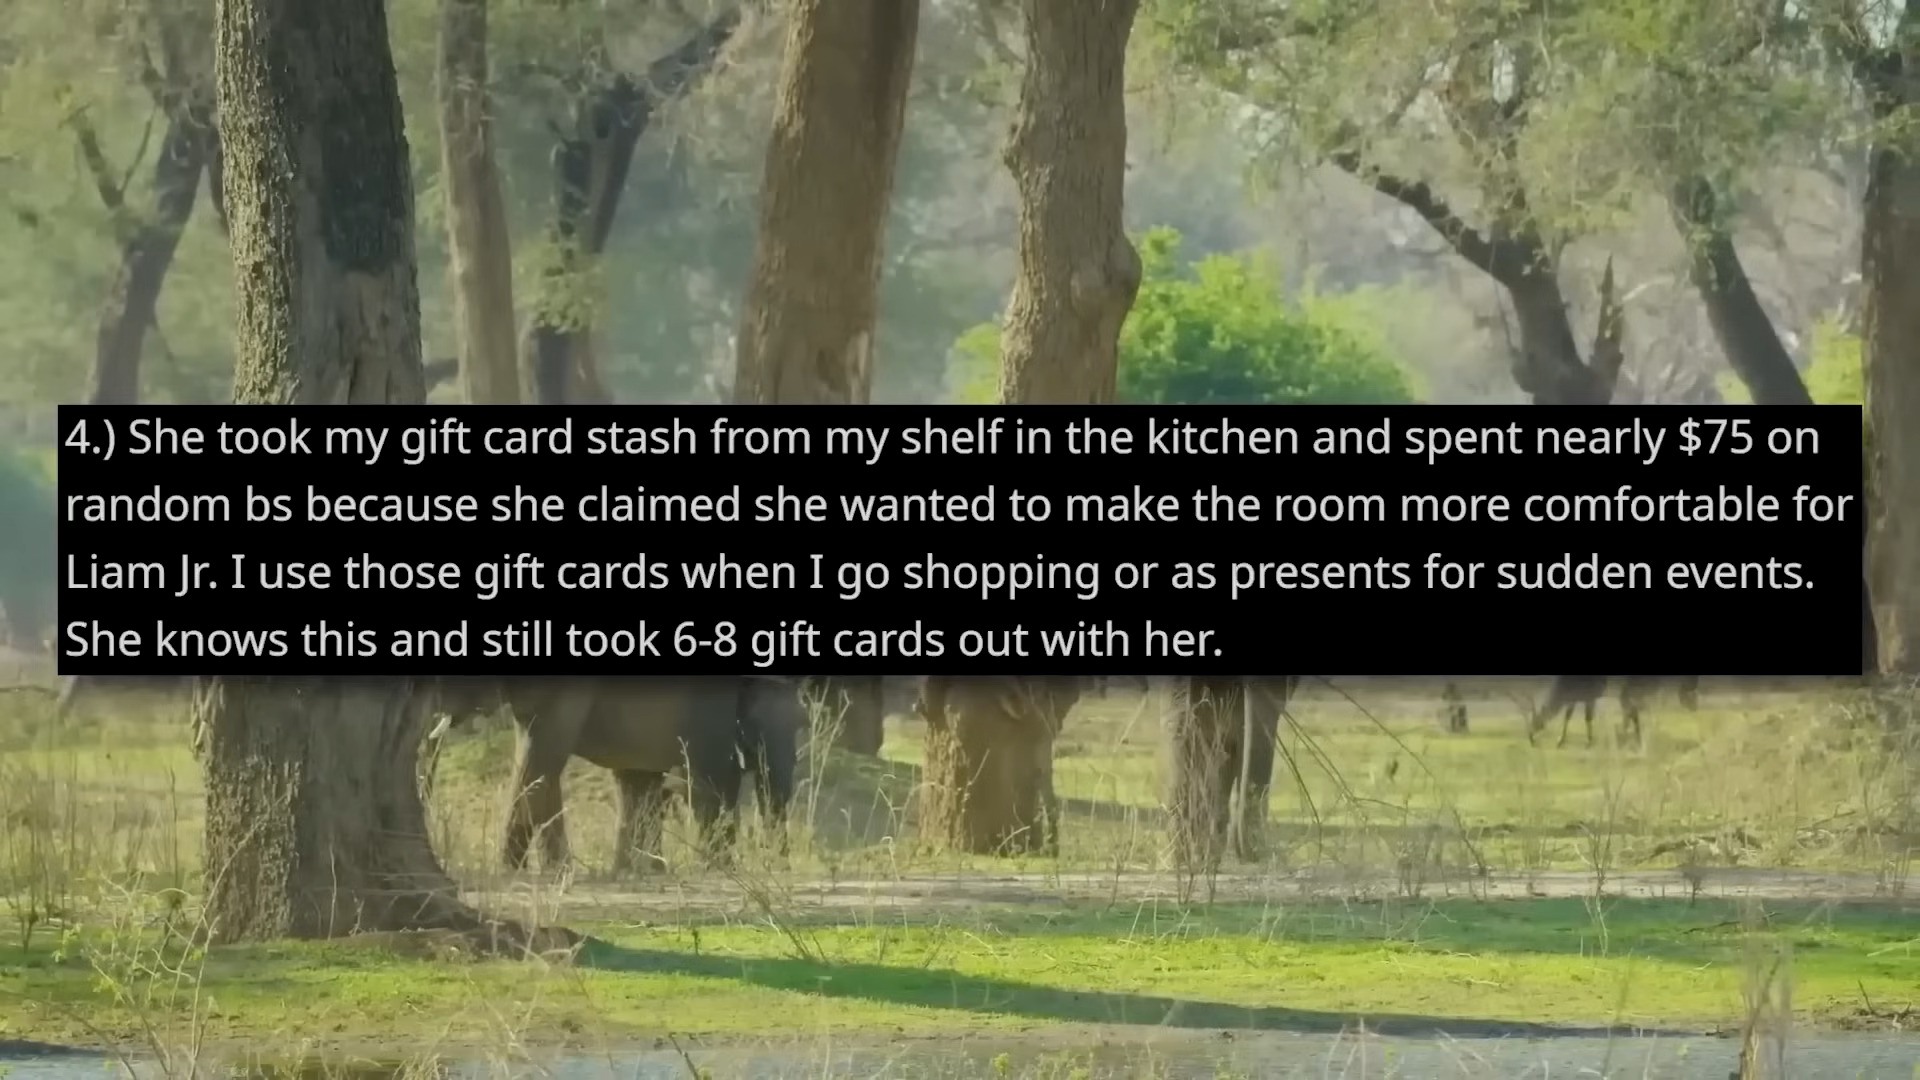 4.) She took my gift card stash from my shelf in the kitchen and spent nearly $75 on
random bs because she claimed she wanted to make the room more comfortable for
Liam Jr. I use those gift cards when I go shopping or as presents for sudden events.
She knows this and still took 6-8 gift cards out with her.